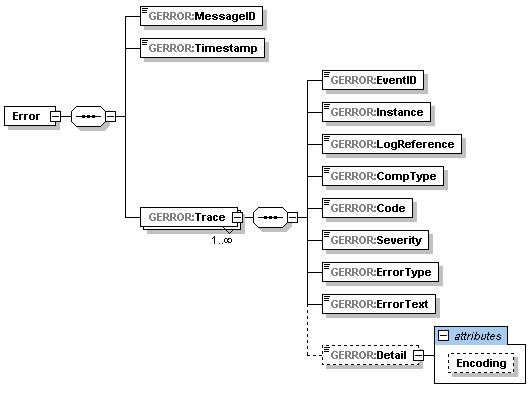 GERROR:MessageID
GERROR:Timestamp
GERROR:EventID
GERROR:Instance
Error
GERROR:LogReference
GERROR:CompType
GERROR:Trace
GERROR:Code
1..∞
GERROR:Severity
GERROR:ErrorType
GERROR:ErrorText
attributes
GERROR:Detail
Encoding